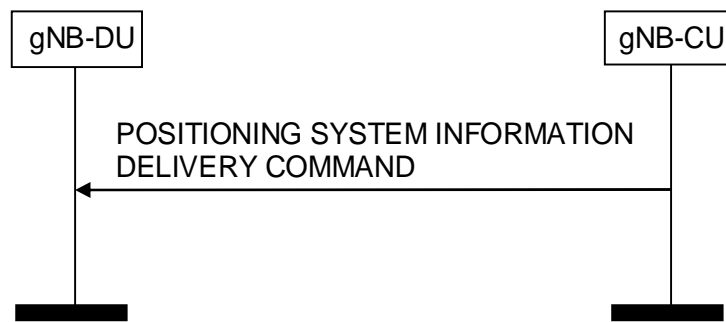 gNB-DU
gNB-CU
POSITIONING SYSTEM INFORMATION
DELIVERY COMMAND